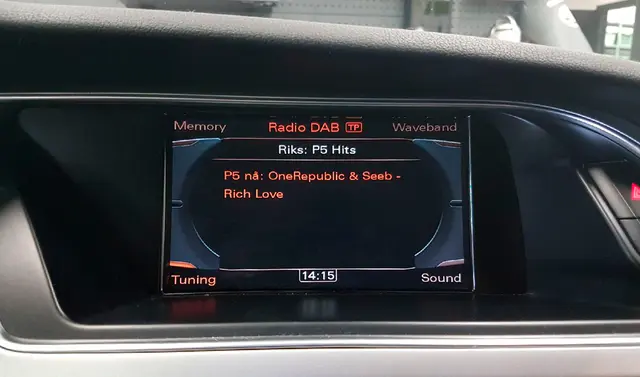 Memory Radio DAB TP Waveband
Riks: P5 Hits
P5 nå: OneRepublic & Seeb -
Rich Love
Tuning 14:15 Sound